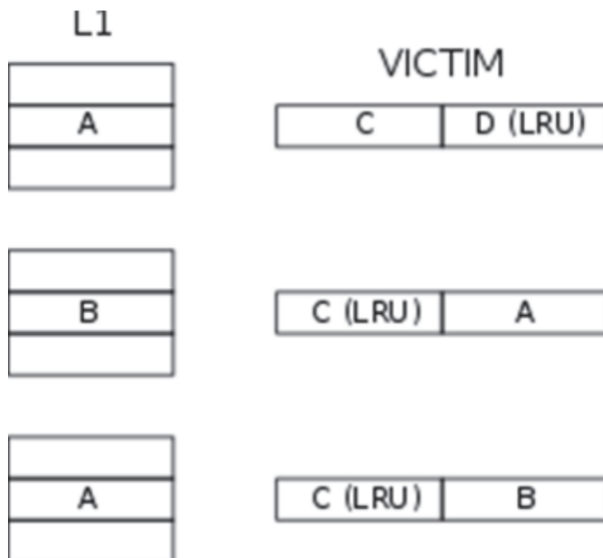 L1
VICTIM
A
C D (LRU)
B
C (LRU) A
A
C (LRU) B